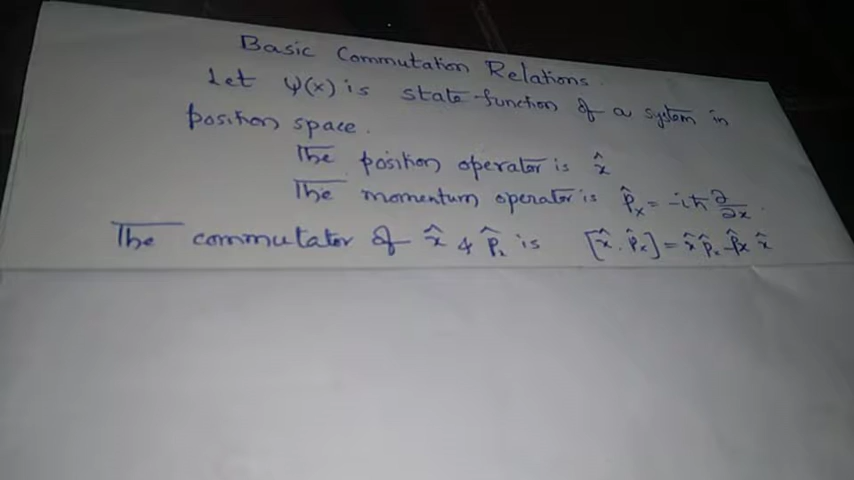 Basic Commutation Relations.
Let ψ(x) is state function of a system in
position space.
The position operator is x̂
The momentum operator is p̂ₓ = -iħ ∂/∂x.
The commutator of x̂ & p̂ₓ is [x̂, p̂ₓ] = x̂ p̂ₓ - p̂ₓ x̂